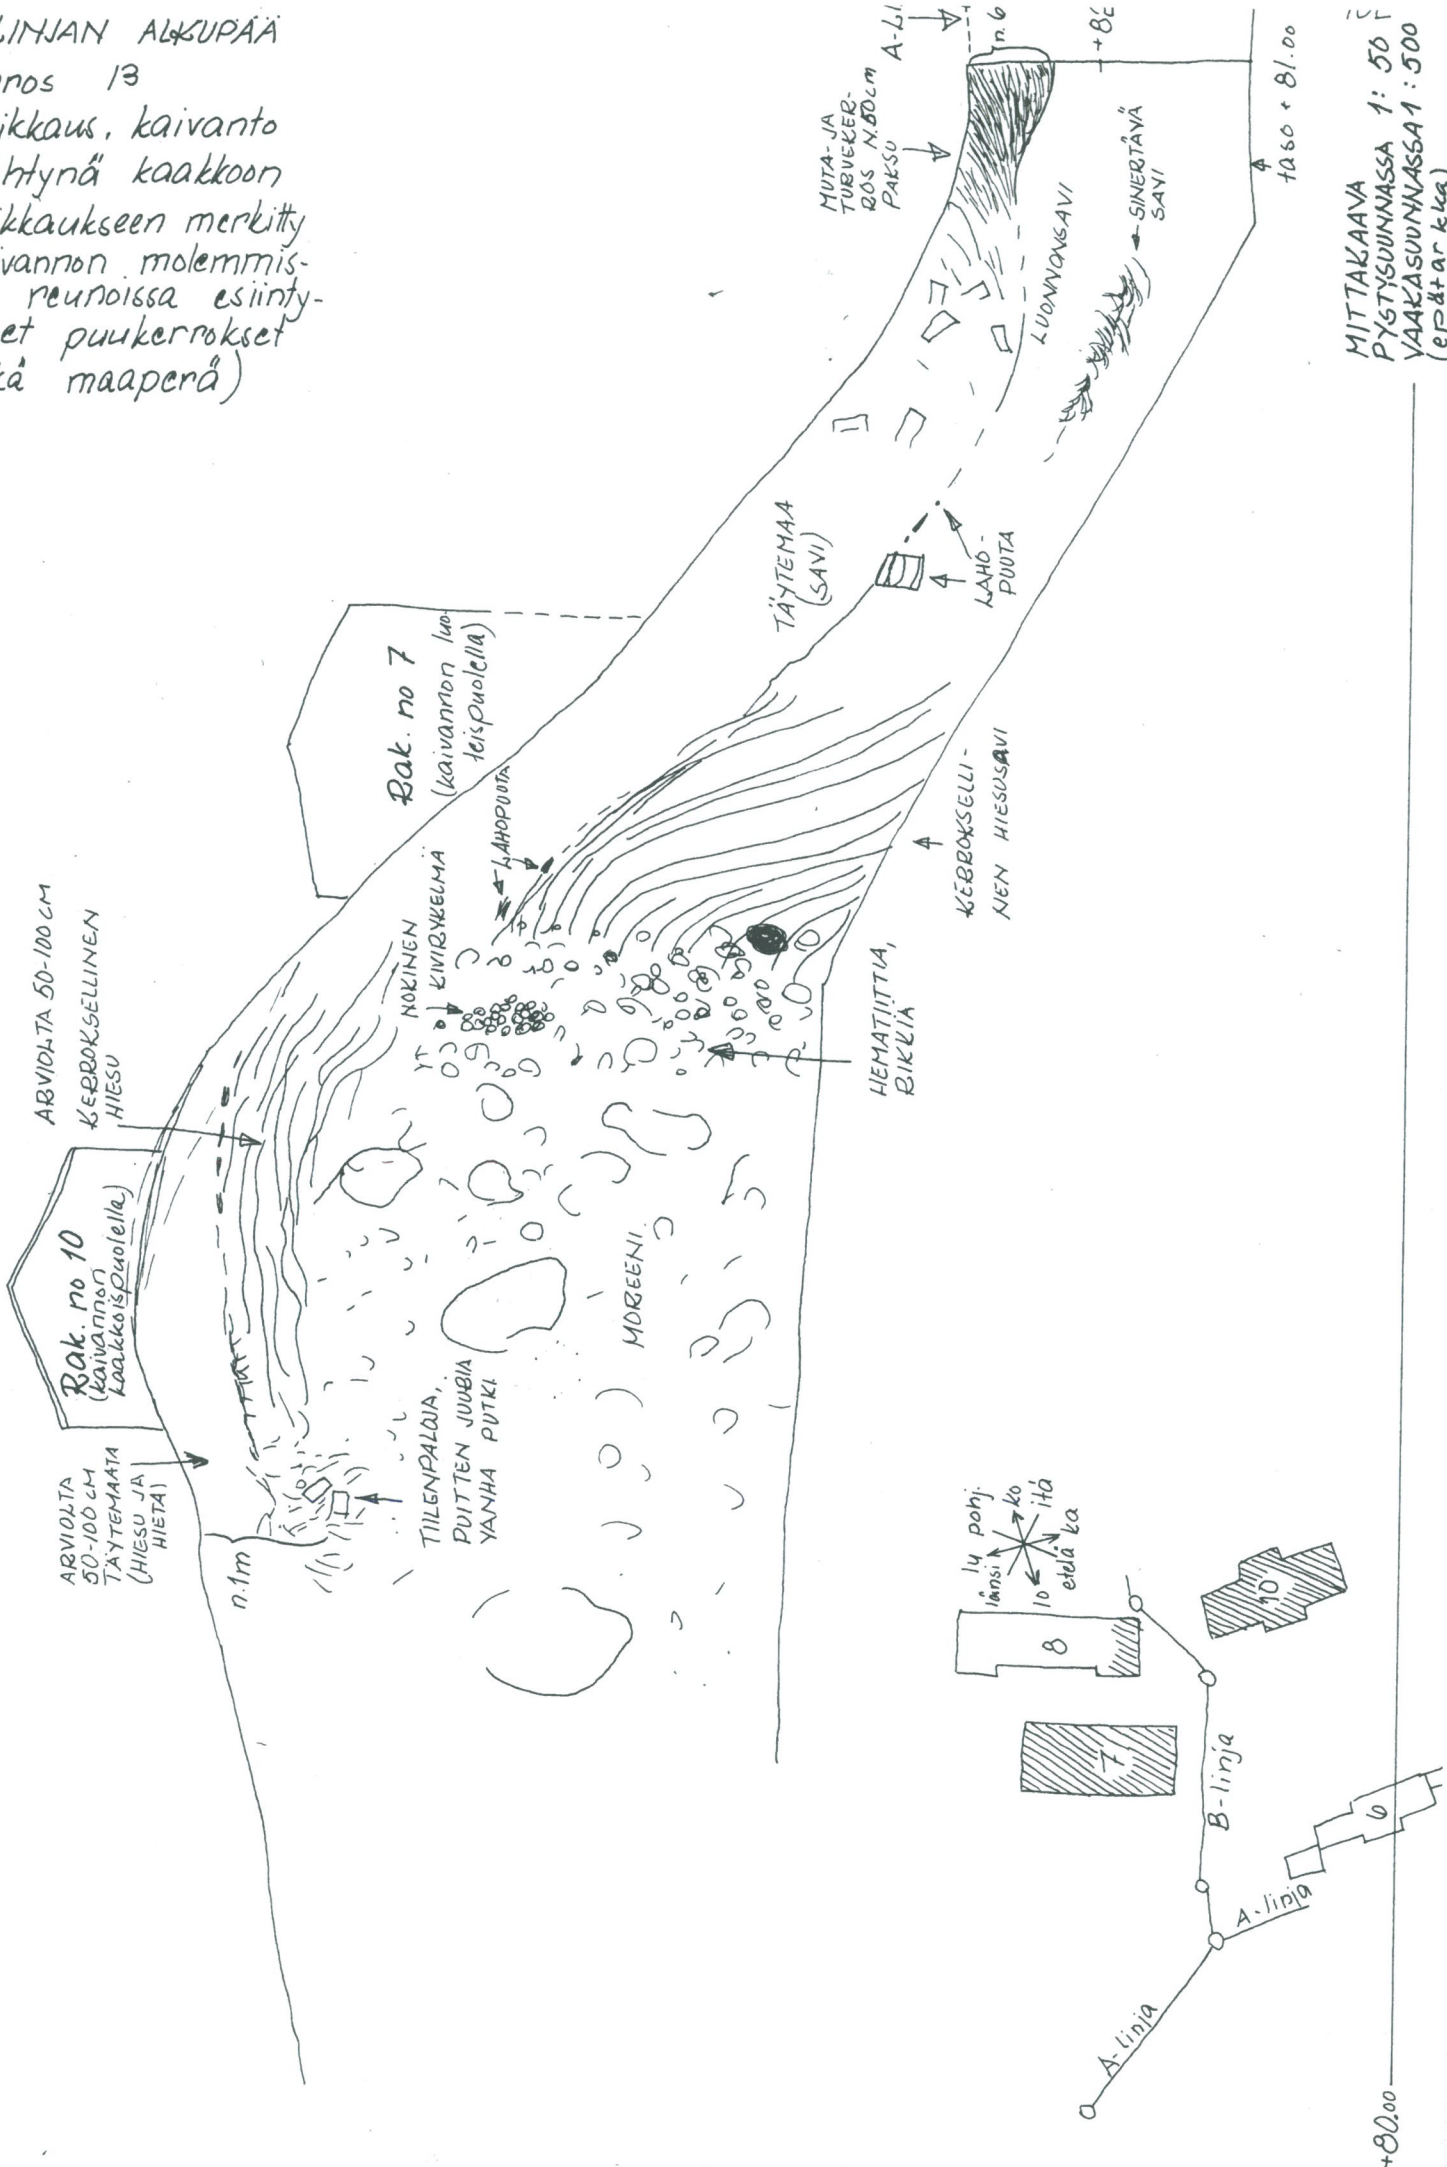 LINJAN ALKUPÄÄ
nos 13
ikkaus, kaivanto
htynä kaakkoon
ikkaukseen merkitty
vannon molemmis-
reunoissa esiinty-
et puukerrokset
kä maaperä)
A-LI
n.6
+8
MUTA- JA
TURVEKER-
ROS N.50CM
PAKSU
LUONNONSAVI
SINERTÄVÄ
SAVI
taso + 81.00
MITTAKAAVA
PYSTYSUUNNASSA 1:50
VAAKASUUNNASSA 1:500
(epätarkka)
TÄYTEMAA
(SAVI)
LAHO-
PUUTA
Rak. no 7
(kaivannon luo-
teispuolella)
LAHOPUUTA
KERROKSELLI-
NEN HIESUSAVI
NOKINEN
KIVIRYKELMÄ
HEMATIITTIA,
RIKKIÄ
ARVIOLTA 50-100 CM
KERROKSELLINEN
HIESU
Rak. no 10
(kaivannon
kaakkoispuolella)
MOREENI
TIILENPALOJA,
PUITTEN JUURIA
VANHA PUTKI
ARVIOLTA
50-100 CM
TÄYTEMAATA
(HIESU JA
HIETA)
n.1m
lu
pohj.
ko
länsi
itä
lo
etelä
ka
8
10
7
B-linja
6
A-linja
A-linja
+80.00